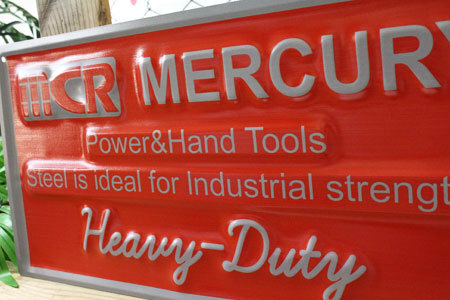 MCR MERCURY
Power&Hand Tools
Steel is ideal for Industrial strengt
Heavy-Duty